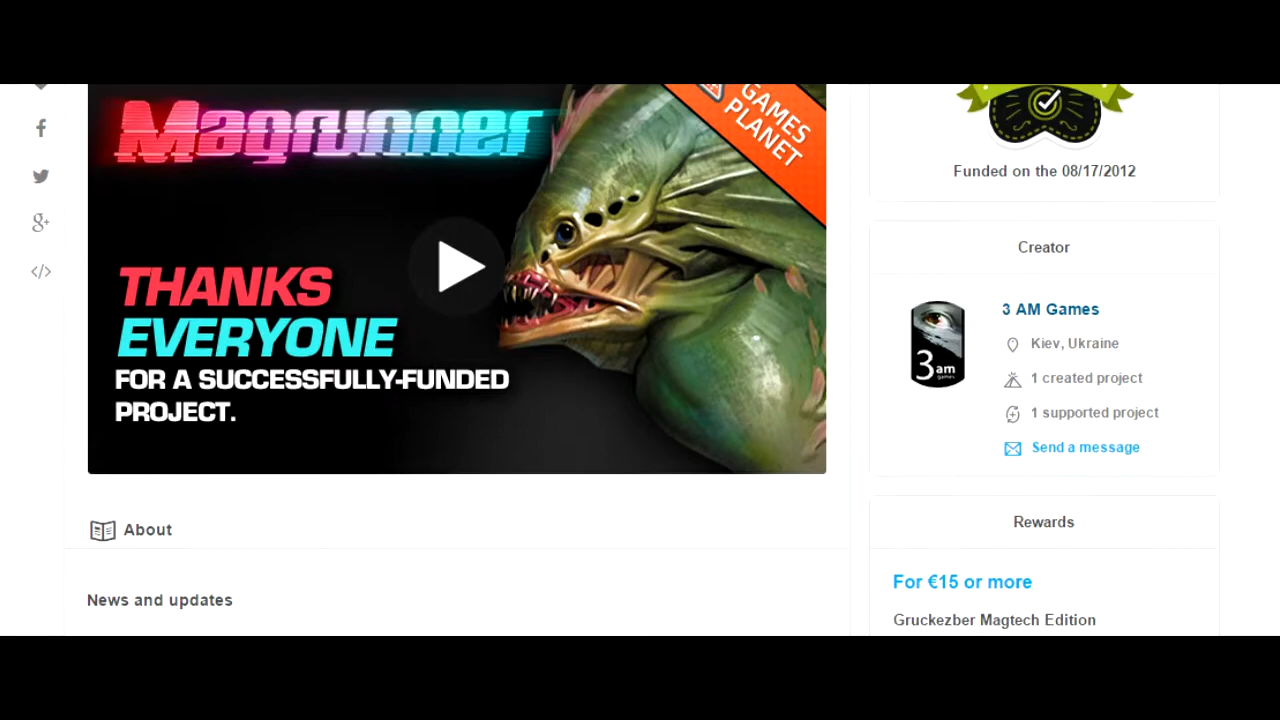 Magrunner
GAMES
PLANET
THANKS
EVERYONE
FOR A SUCCESSFULLY-FUNDED
PROJECT.
About
News and updates
Funded on the 08/17/2012
Creator
3am
games
3 AM Games
Kiev, Ukraine
1 created project
1 supported project
Send a message
Rewards
For €15 or more
Gruckezber Magtech Edition